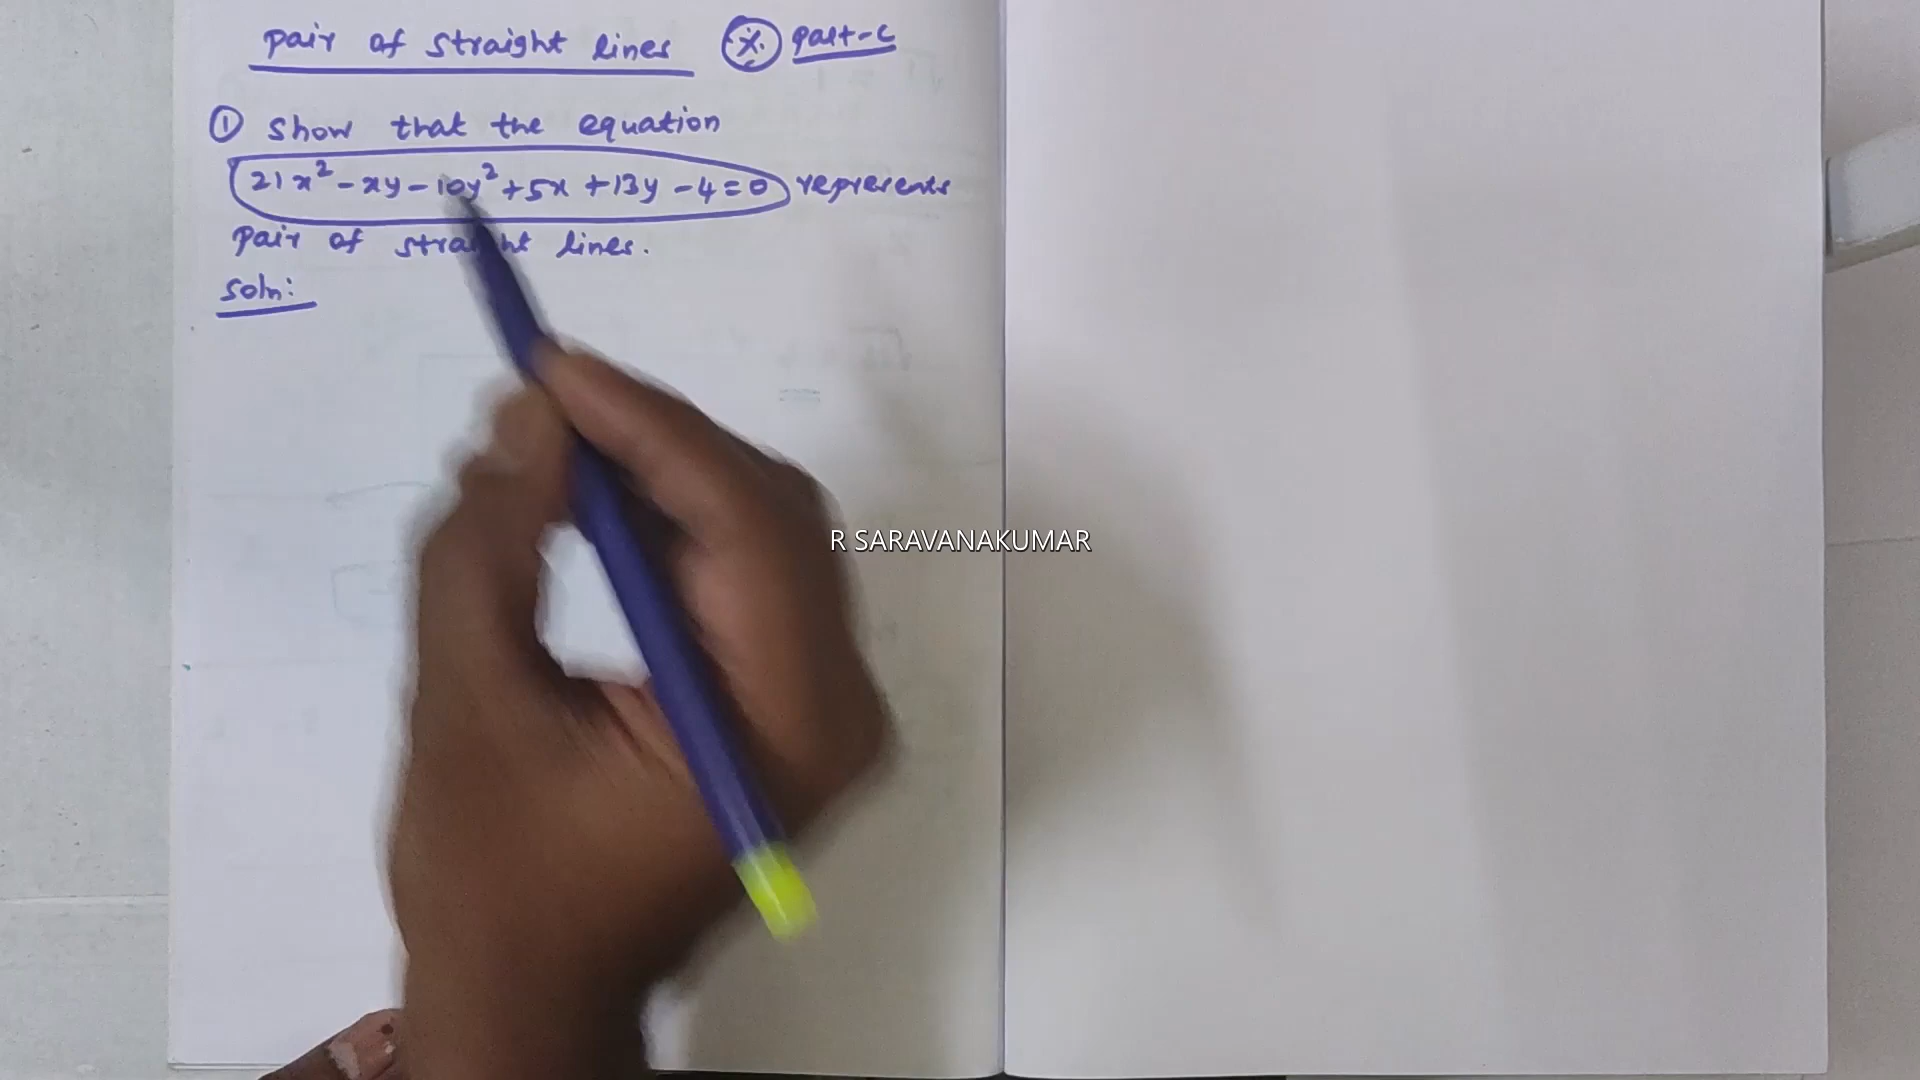 pair of straight lines X. part-c
① Show that the equation
21x² - xy - 10y² + 5x + 13y - 4 = 0 represents
pair of straight lines.
Soln:
R SARAVANAKUMAR